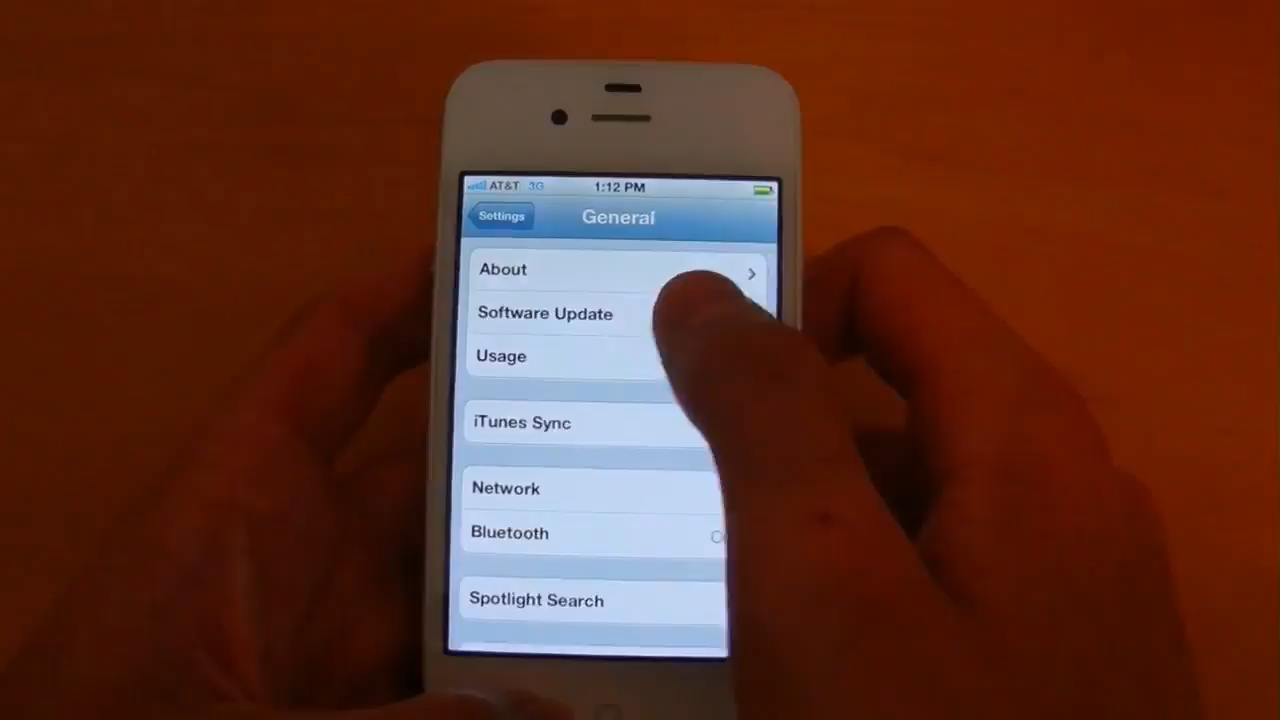 AT&T 3G 1:12 PM
Settings General
About
Software Update
Usage
iTunes Sync
Network
Bluetooth
Spotlight Search